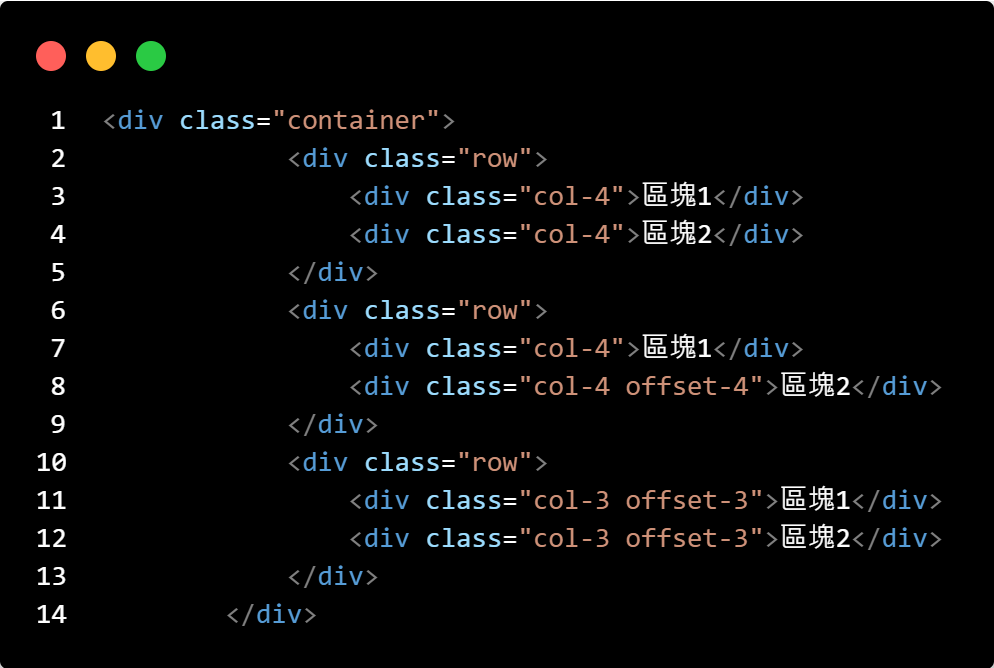 1 <div class="container">
2 <div class="row">
3 <div class="col-4">區塊1</div>
4 <div class="col-4">區塊2</div>
5 </div>
6 <div class="row">
7 <div class="col-4">區塊1</div>
8 <div class="col-4 offset-4">區塊2</div>
9 </div>
10 <div class="row">
11 <div class="col-3 offset-3">區塊1</div>
12 <div class="col-3 offset-3">區塊2</div>
13 </div>
14 </div>